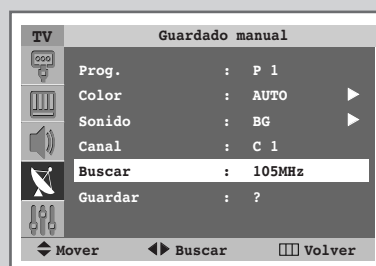 TV Guardado manual
Prog. : P 1
Color : AUTO
Sonido : BG
Canal : C 1
Buscar : 105MHz
Guardar : ?
Mover Buscar Volver